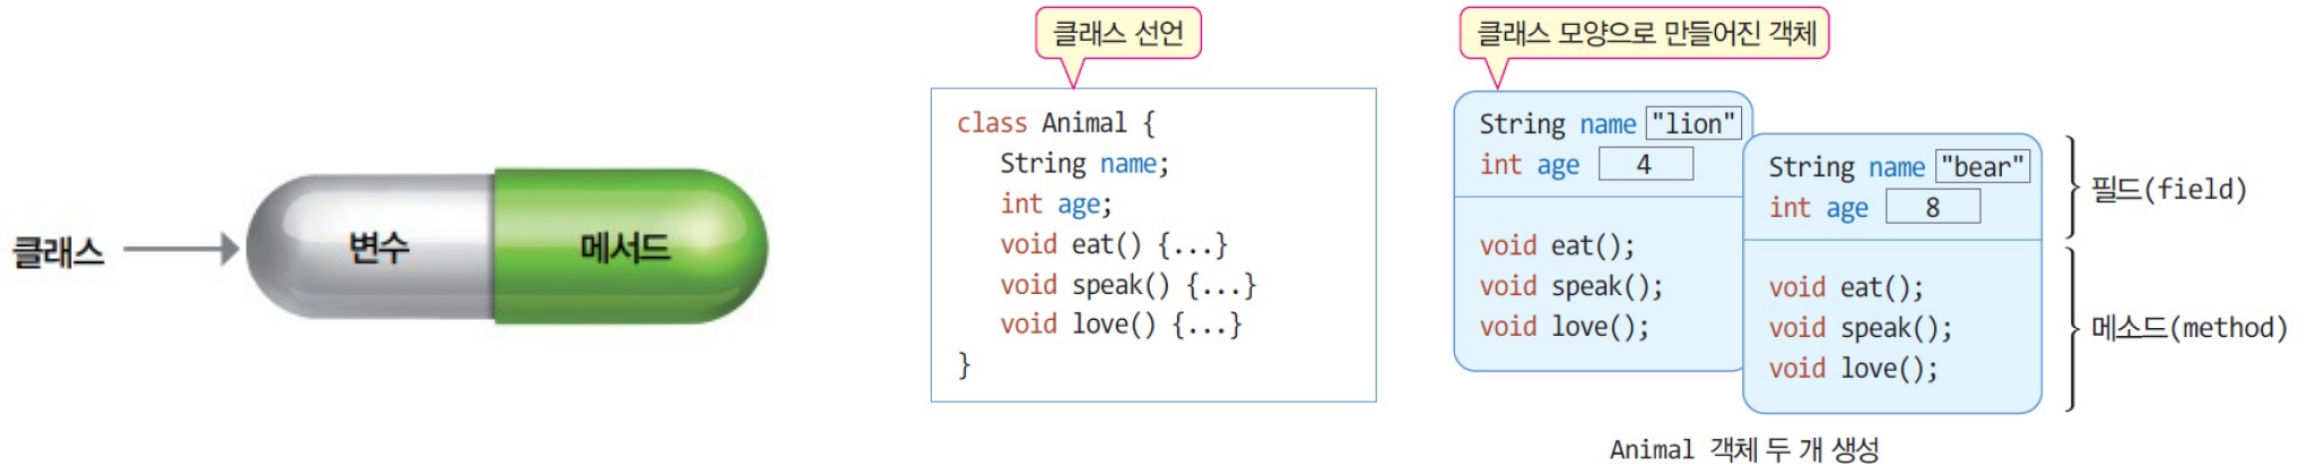 클래스
변수
메서드
클래스 선언
class Animal {
String name;
int age;
void eat() {...}
void speak() {...}
void love() {...}
}
클래스 모양으로 만들어진 객체
String name "lion"
int age 4
void eat();
void speak();
void love();
String name "bear"
int age 8
void eat();
void speak();
void love();
필드(field)
메소드(method)
Animal 객체 두 개 생성